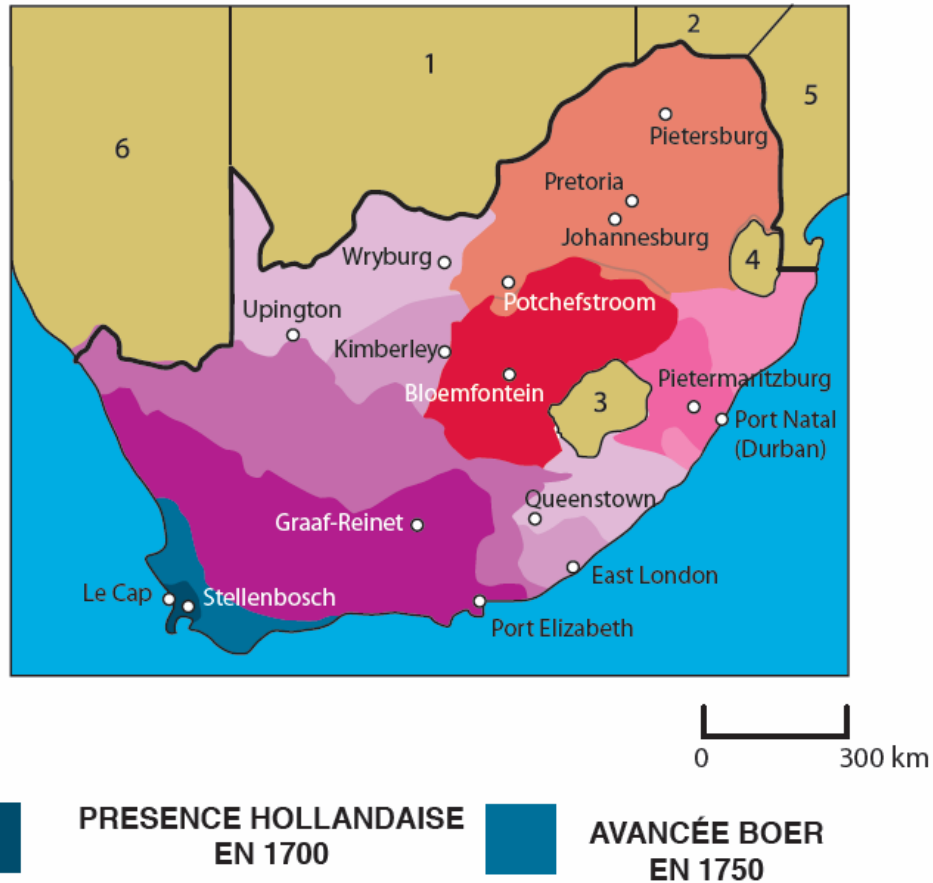 2
1
5
6
Pietersburg
Pretoria
Johannesburg
Wryburg
4
Potchefstroom
Upington
Kimberley
Bloemfontein
3
Pietermaritzburg
Port Natal
(Durban)
Queenstown
Graaf-Reinet
East London
Le Cap
Stellenbosch
Port Elizabeth
0
300 km
PRESENCE HOLLANDAISE
EN 1700
AVANCÉE BOER
EN 1750